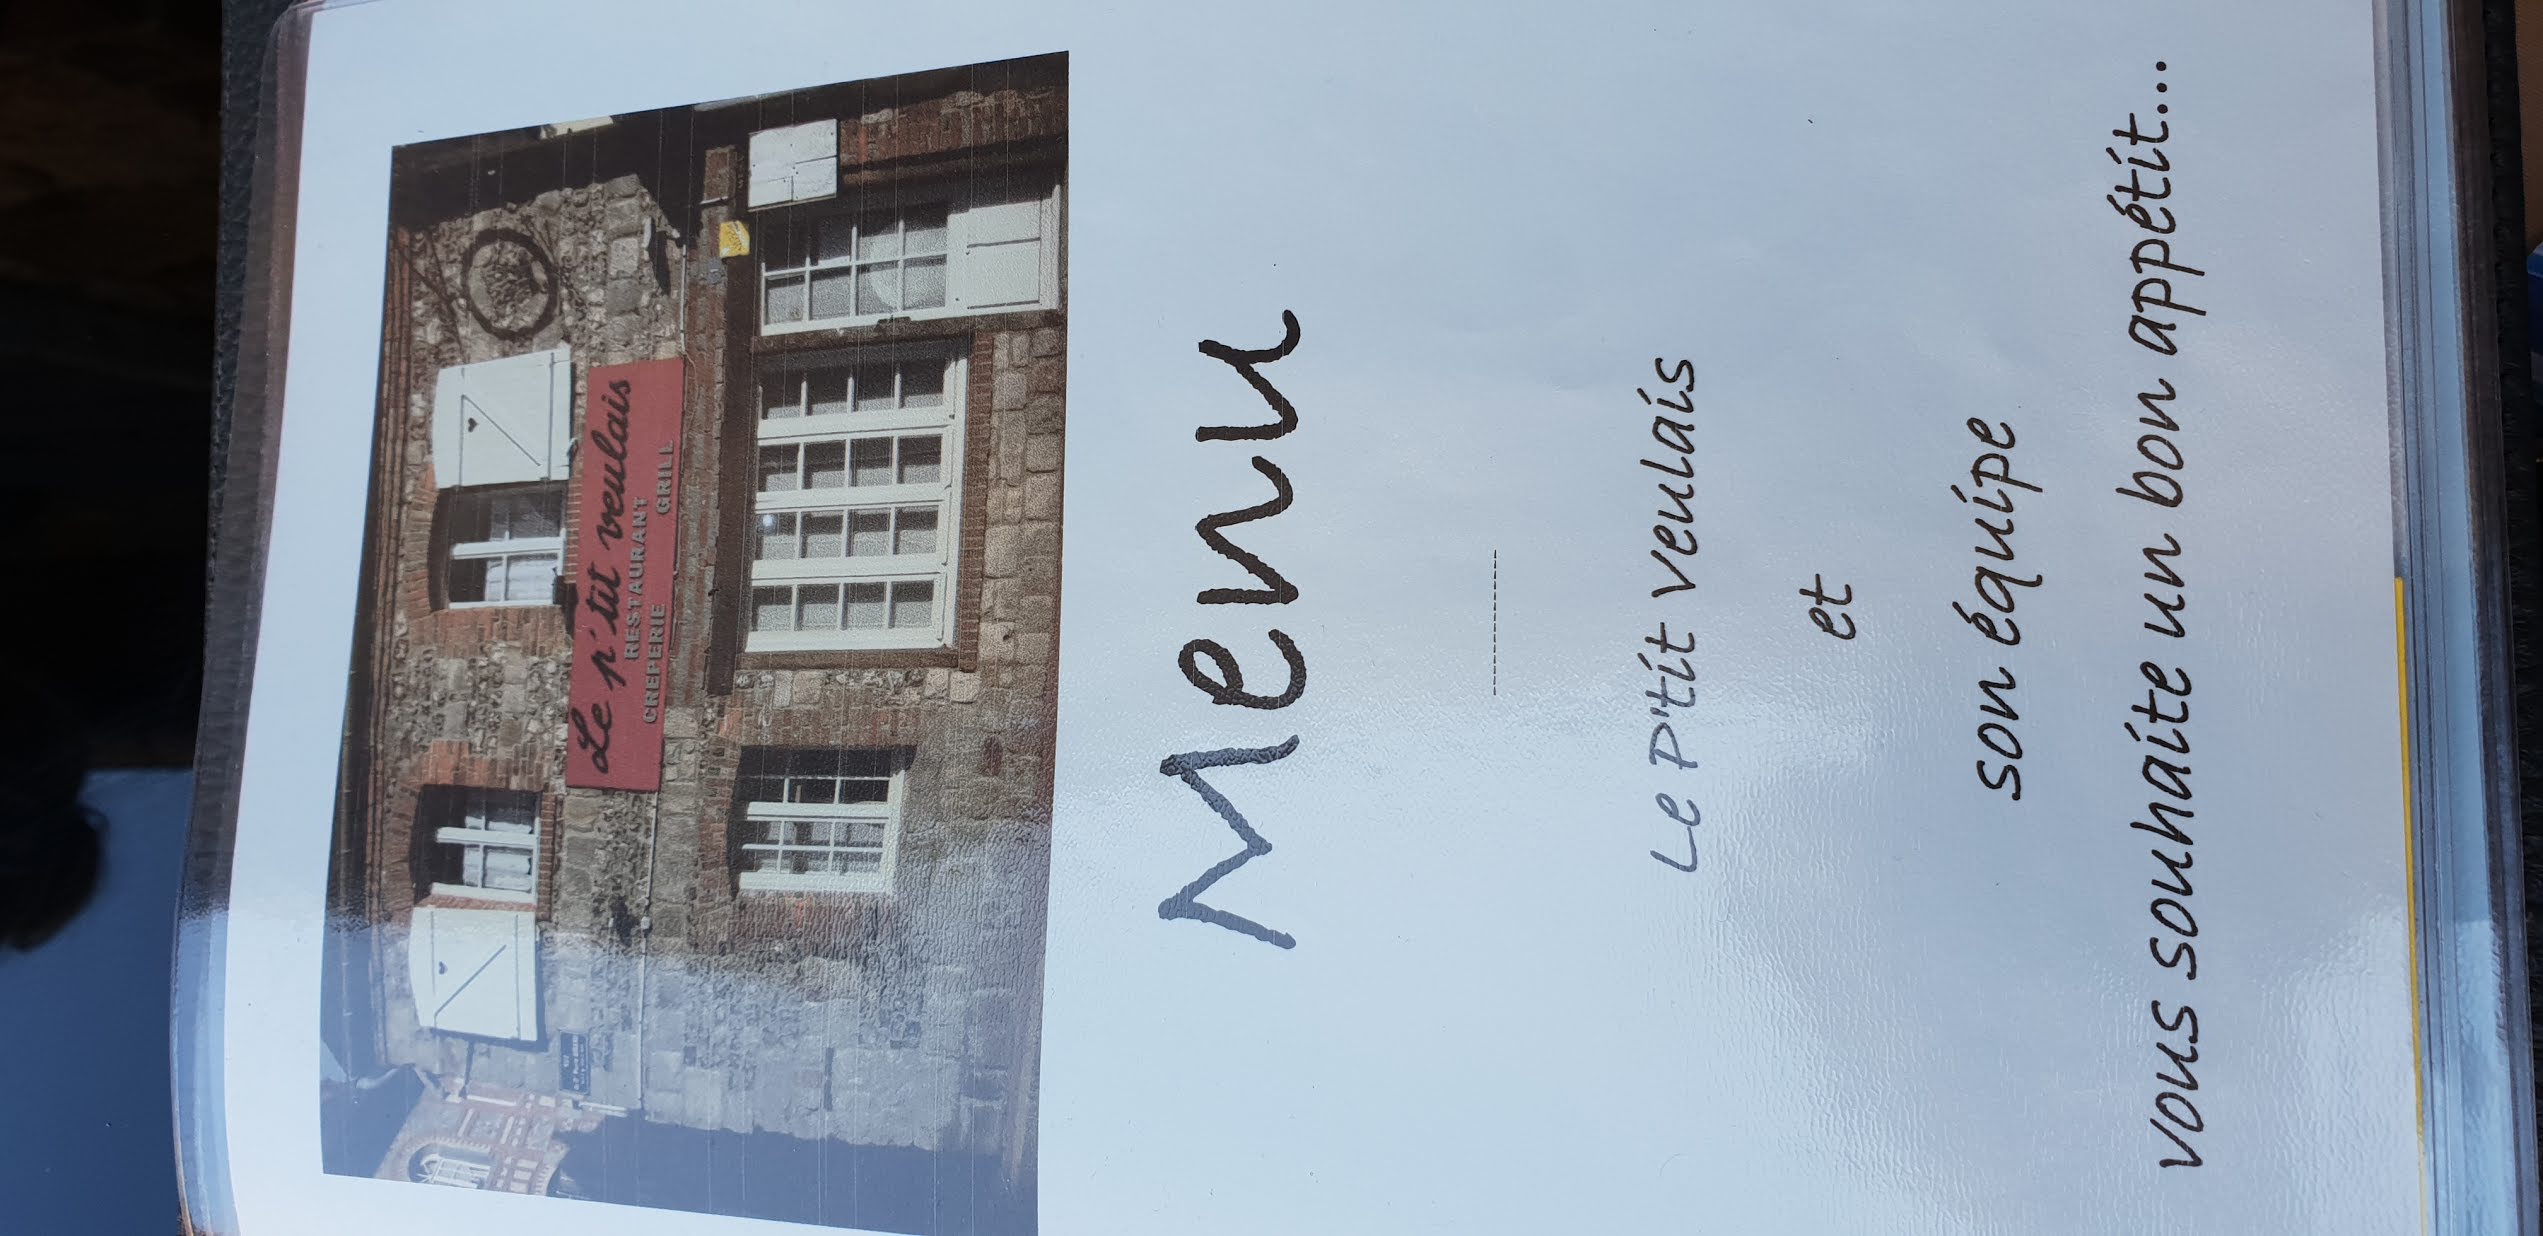 Le p'tit veulais
RESTAURANT
CREPERIE GRILL
Menu
Le P'tit Veulais
et
son équipe
vous souhaite un bon appétit...